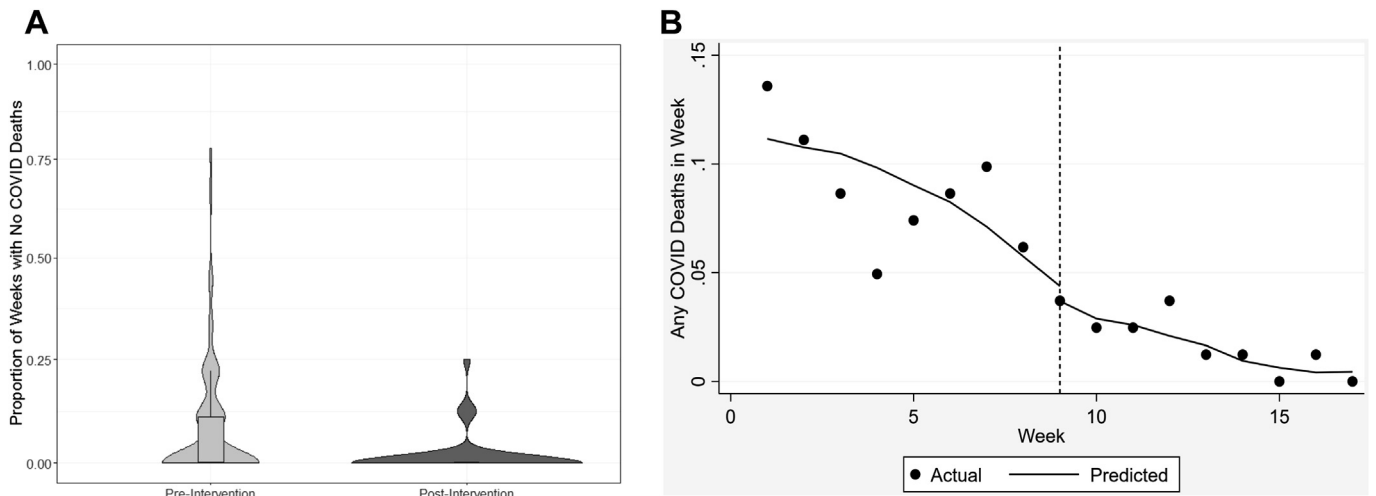 A
Proportion of Weeks with No COVID Deaths
1.00
0.75
0.50
0.25
0.00
Pre-Intervention
Post-Intervention
B
Any COVID Deaths in Week
.15
.1
.05
0
0
5
10
15
Week
Actual
Predicted